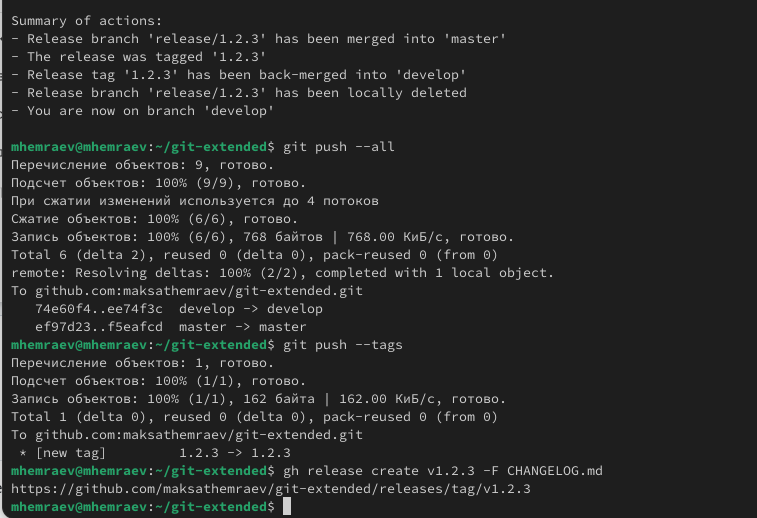 Summary of actions:
- Release branch 'release/1.2.3' has been merged into 'master'
- The release was tagged '1.2.3'
- Release tag '1.2.3' has been back-merged into 'develop'
- Release branch 'release/1.2.3' has been locally deleted
- You are now on branch 'develop'
mhemraev@mhemraev:~/git-extended$ git push --all
Перечисление объектов: 9, готово.
Подсчет объектов: 100% (9/9), готово.
При сжатии изменений используется до 4 потоков
Сжатие объектов: 100% (6/6), готово.
Запись объектов: 100% (6/6), 768 байтов | 768.00 КиБ/с, готово.
Total 6 (delta 2), reused 0 (delta 0), pack-reused 0 (from 0)
remote: Resolving deltas: 100% (2/2), completed with 1 local object.
To github.com:maksathemraev/git-extended.git
   74e60f4..ee74f3c  develop -> develop
   ef97d23..f5eafcd  master -> master
mhemraev@mhemraev:~/git-extended$ git push --tags
Перечисление объектов: 1, готово.
Подсчет объектов: 100% (1/1), готово.
Запись объектов: 100% (1/1), 162 байта | 162.00 КиБ/с, готово.
Total 1 (delta 0), reused 0 (delta 0), pack-reused 0 (from 0)
To github.com:maksathemraev/git-extended.git
 * [new tag]         1.2.3 -> 1.2.3
mhemraev@mhemraev:~/git-extended$ gh release create v1.2.3 -F CHANGELOG.md
https://github.com/maksathemraev/git-extended/releases/tag/v1.2.3
mhemraev@mhemraev:~/git-extended$